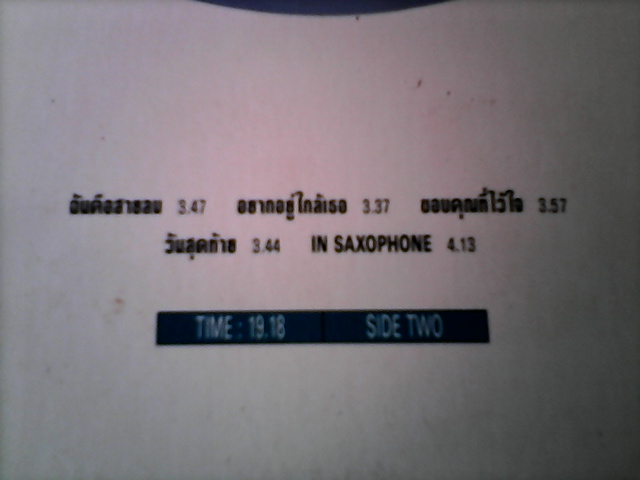 ฉันคือสายลม 3.47 อยากอยู่ใกล้เธอ 3.37 ขอบคุณที่ไว้ใจ 3.57
วันสุดท้าย 3.44 IN SAXOPHONE 4.13
TIME : 19.18 SIDE TWO